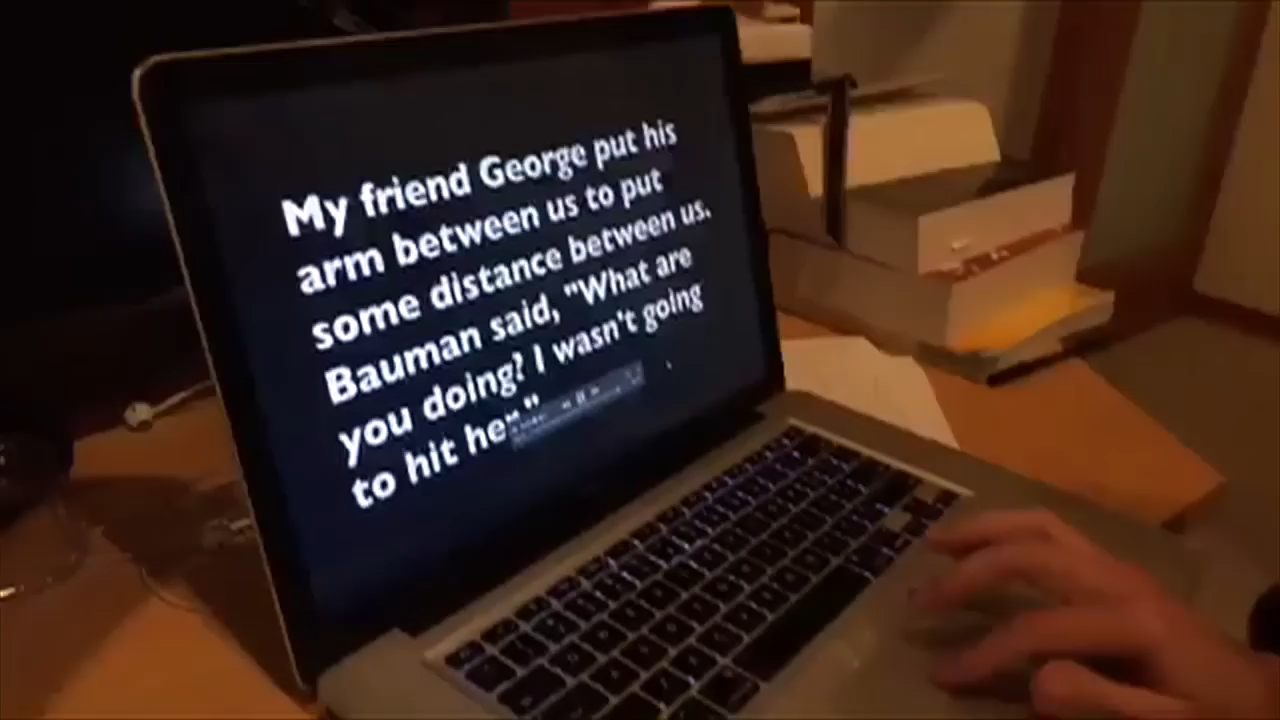 My friend George put his
arm between us to put
some distance between us.
Bauman said, "What are
you doing? I wasn't going
to hit her."